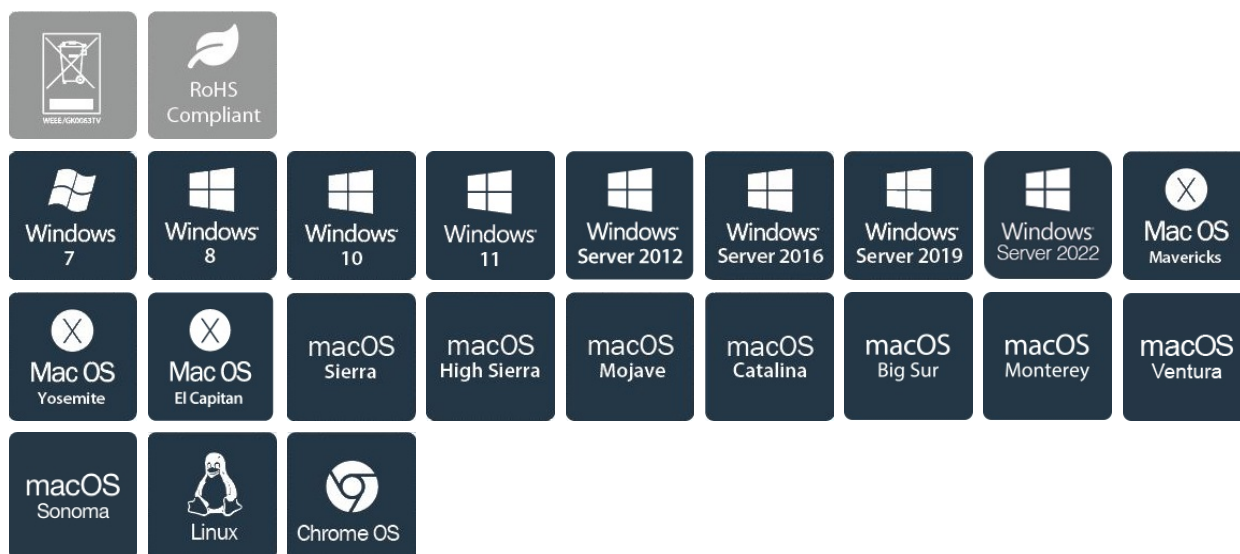 WEEE/GK0063TV
RoHS
Compliant
Windows
7
Windows
8
Windows
10
Windows
11
Windows
Server 2012
Windows
Server 2016
Windows
Server 2019
Windows
Server 2022
X
Mac OS
Mavericks
X
Mac OS
Yosemite
X
Mac OS
El Capitan
macOS
Sierra
macOS
High Sierra
macOS
Mojave
macOS
Catalina
macOS
Big Sur
macOS
Monterey
macOS
Ventura
macOS
Sonoma
Linux
Chrome OS